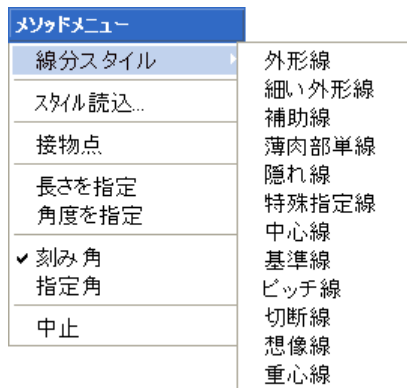 メソッドメニュー
線分スタイル
スタイル読込...
接物点
長さを指定
角度を指定
刻み角
指定角
中止
外形線
細い外形線
補助線
薄肉部単線
隠れ線
特殊指定線
中心線
基準線
ピッチ線
切断線
想像線
重心線